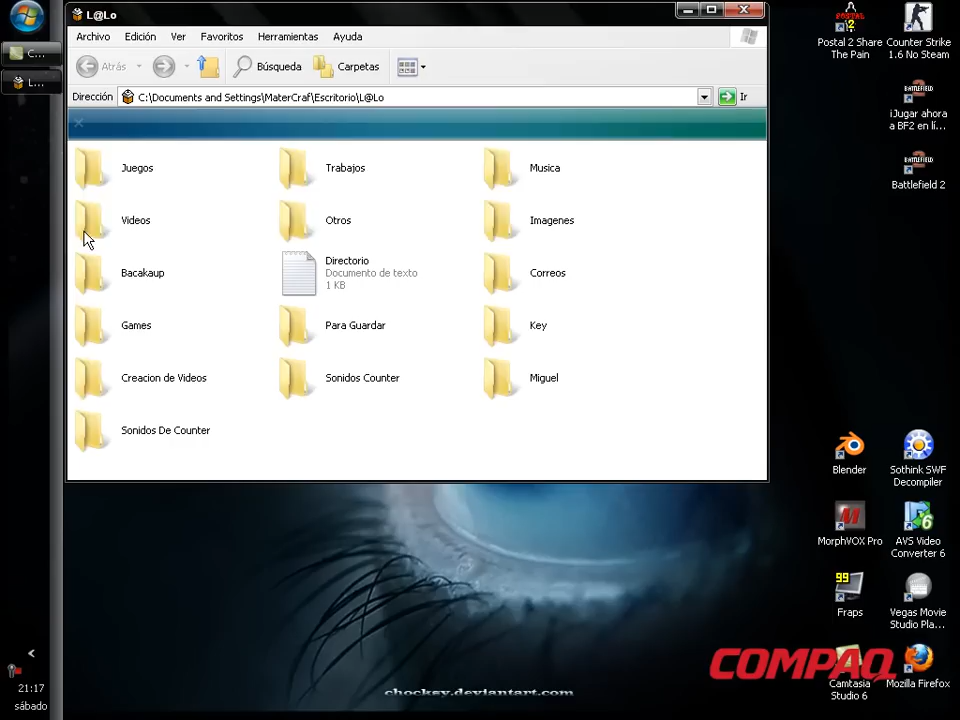 L@Lo
Archivo Edición Ver Favoritos Herramientas Ayuda
Atrás Búsqueda Carpetas
Dirección C:\Documents and Settings\MaterCraf\Escritorio\L@Lo Ir
Juegos Trabajos Musica
Videos Otros Imagenes
Bacakaup
Directorio
Documento de texto
1 KB
Correos
Games Para Guardar Key
Creacion de Videos Sonidos Counter Miguel
Sonidos De Counter
C...
L...
Postal 2 Share
The Pain
Counter Strike
1.6 No Steam
¡Jugar ahora
a BF2 en lí...
Battlefield 2
Blender
Sothink SWF
Decompiler
MorphVOX Pro
AVS Video
Converter 6
99
Fraps
Vegas Movie
Studio Pla...
Camtasia
Studio 6
Mozilla Firefox
COMPAQ
chocksy.deviantart.com
21:17
sábado